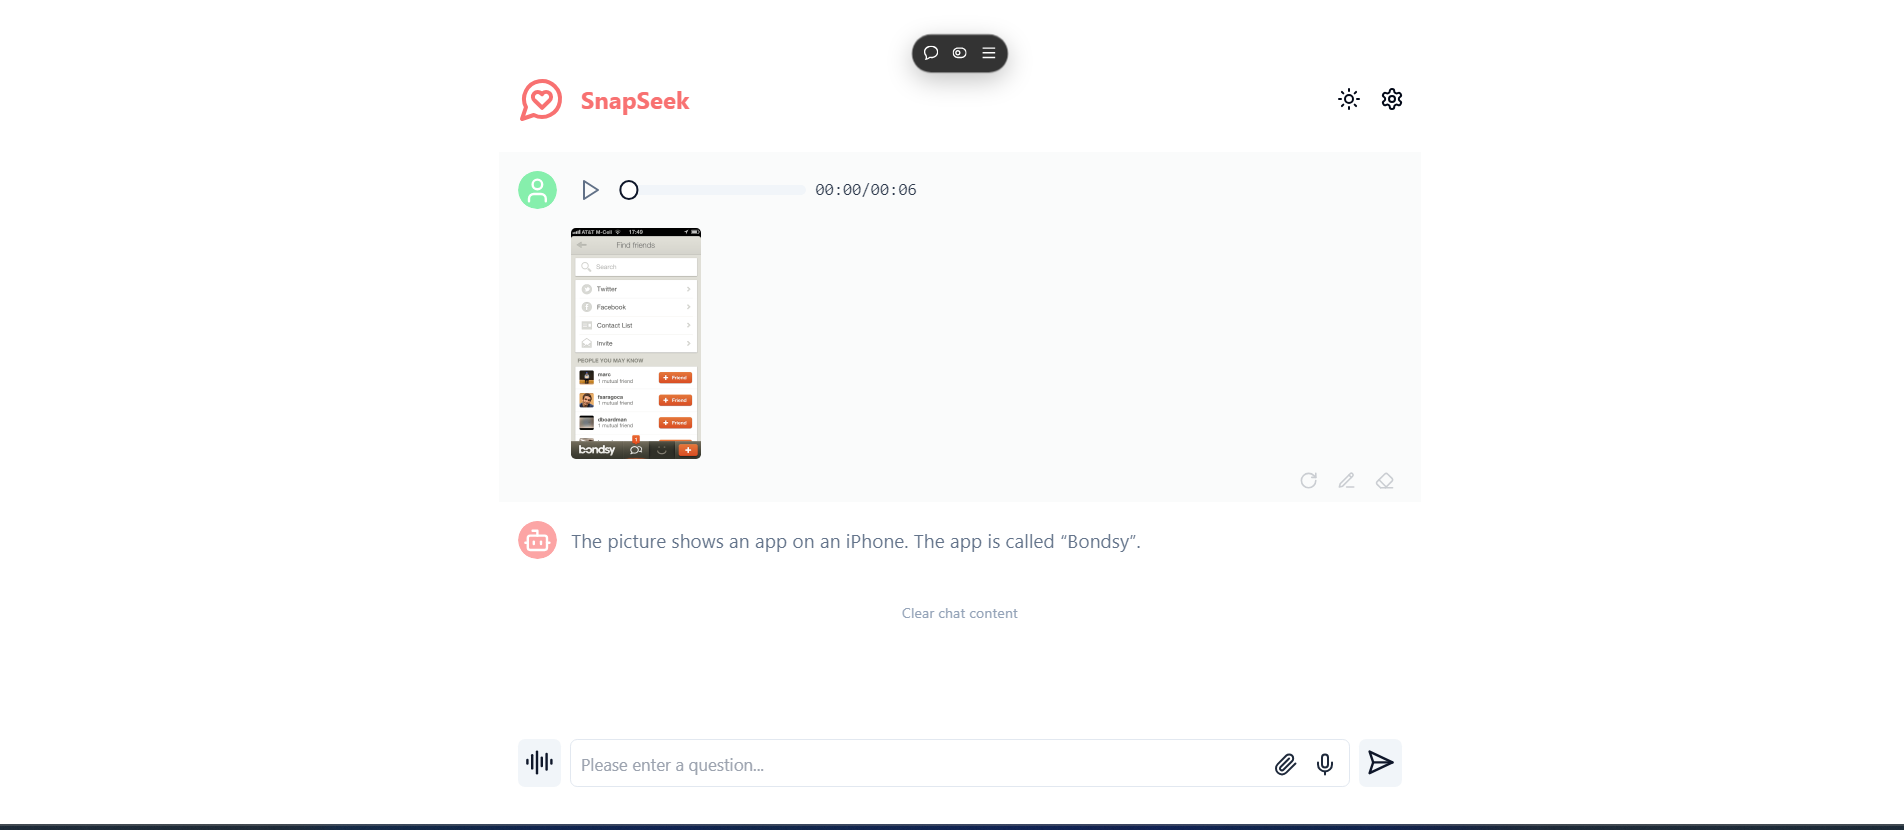 SnapSeek
00:00/00:06
AT&T M-Cell 17:49
Find friends
Search
Twitter
Facebook
Contact List
Invite
PEOPLE YOU MAY KNOW
marc
1 mutual friend
+ Friend
fsaragoca
1 mutual friend
+ Friend
dboardman
1 mutual friend
+ Friend
1
bondsy
The picture shows an app on an iPhone. The app is called “Bondsy”.
Clear chat content
Please enter a question...